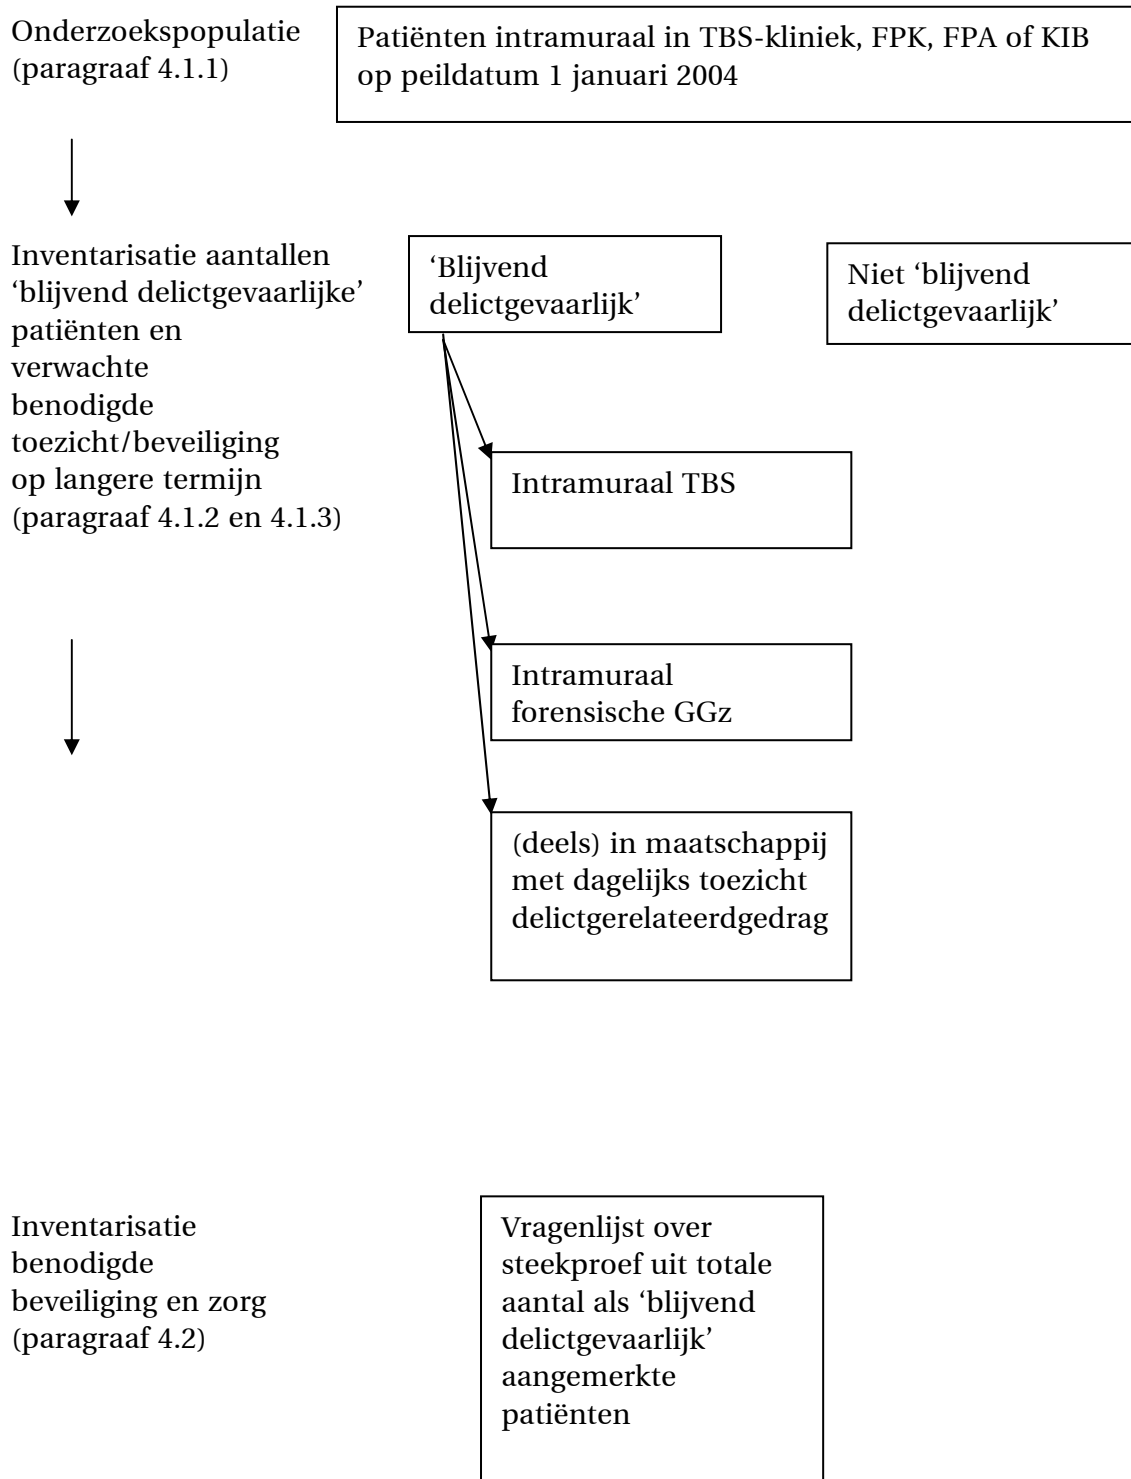 Onderzoekspopulatie
(paragraaf 4.1.1)
Patiënten intramuraal in TBS-kliniek, FPK, FPA of KIB
op peildatum 1 januari 2004
Inventarisatie aantallen
‘blijvend delictgevaarlijke’
patiënten en
verwachte
benodigde
toezicht/beveiliging
op langere termijn
(paragraaf 4.1.2 en 4.1.3)
‘Blijvend
delictgevaarlijk’
Niet ‘blijvend
delictgevaarlijk’
Intramuraal TBS
Intramuraal
forensische GGz
(deels) in maatschappij
met dagelijks toezicht
delictgerelateerdgedrag
Inventarisatie
benodigde
beveiliging en zorg
(paragraaf 4.2)
Vragenlijst over
steekproef uit totale
aantal als ‘blijvend
delictgevaarlijk’
aangemerkte
patiënten